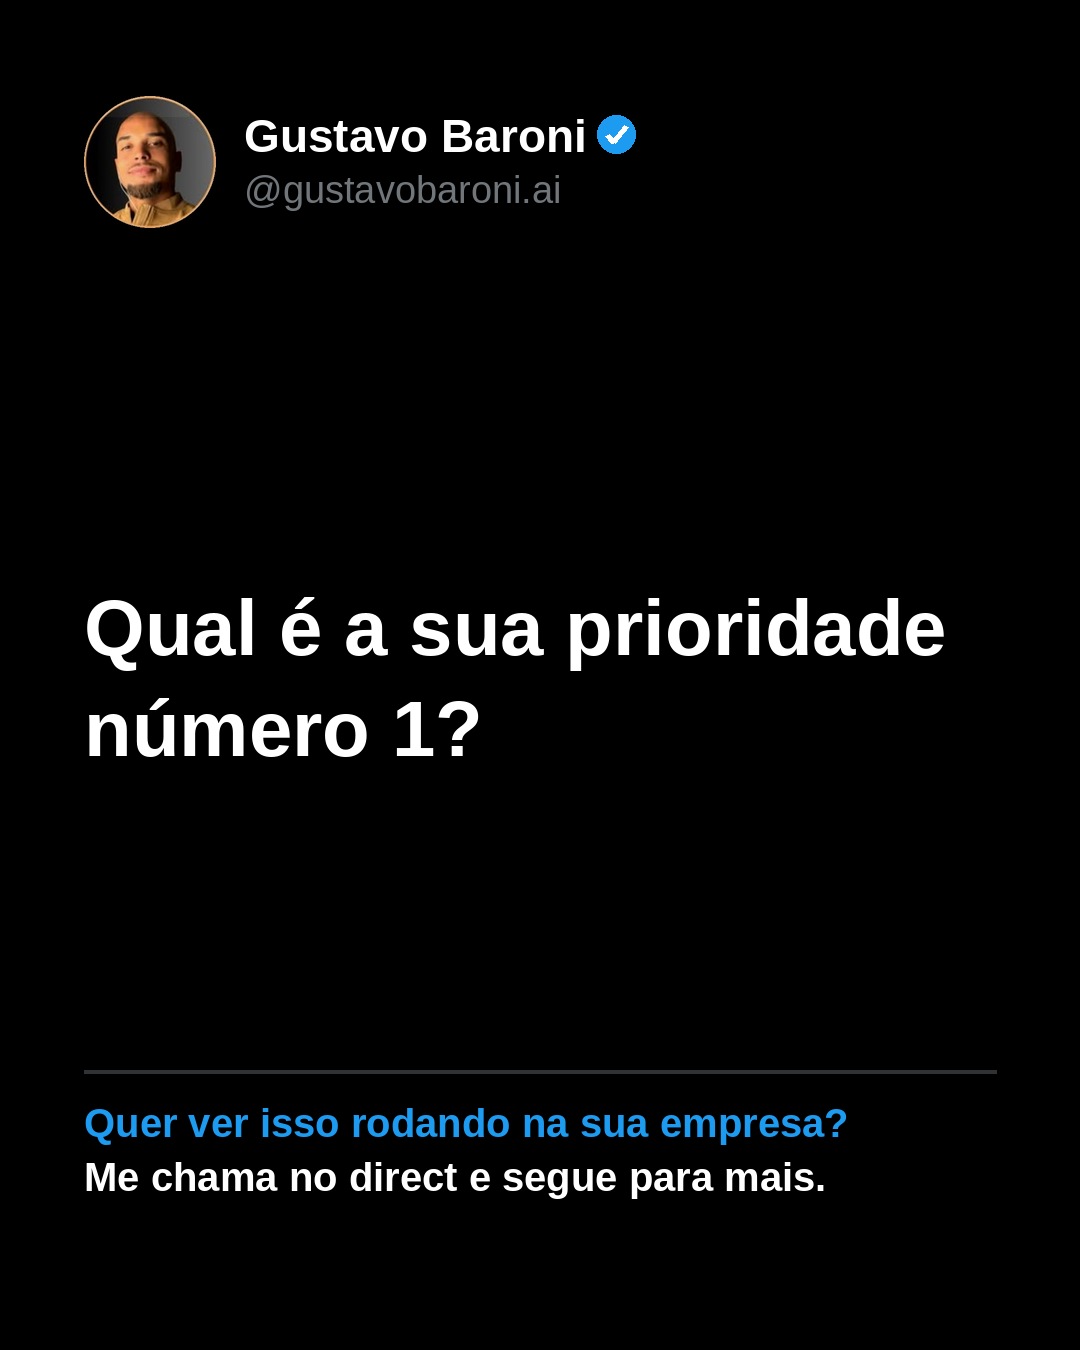 Gustavo Baroni
@gustavobaroni.ai
Qual é a sua prioridade
número 1?
Quer ver isso rodando na sua empresa?
Me chama no direct e segue para mais.